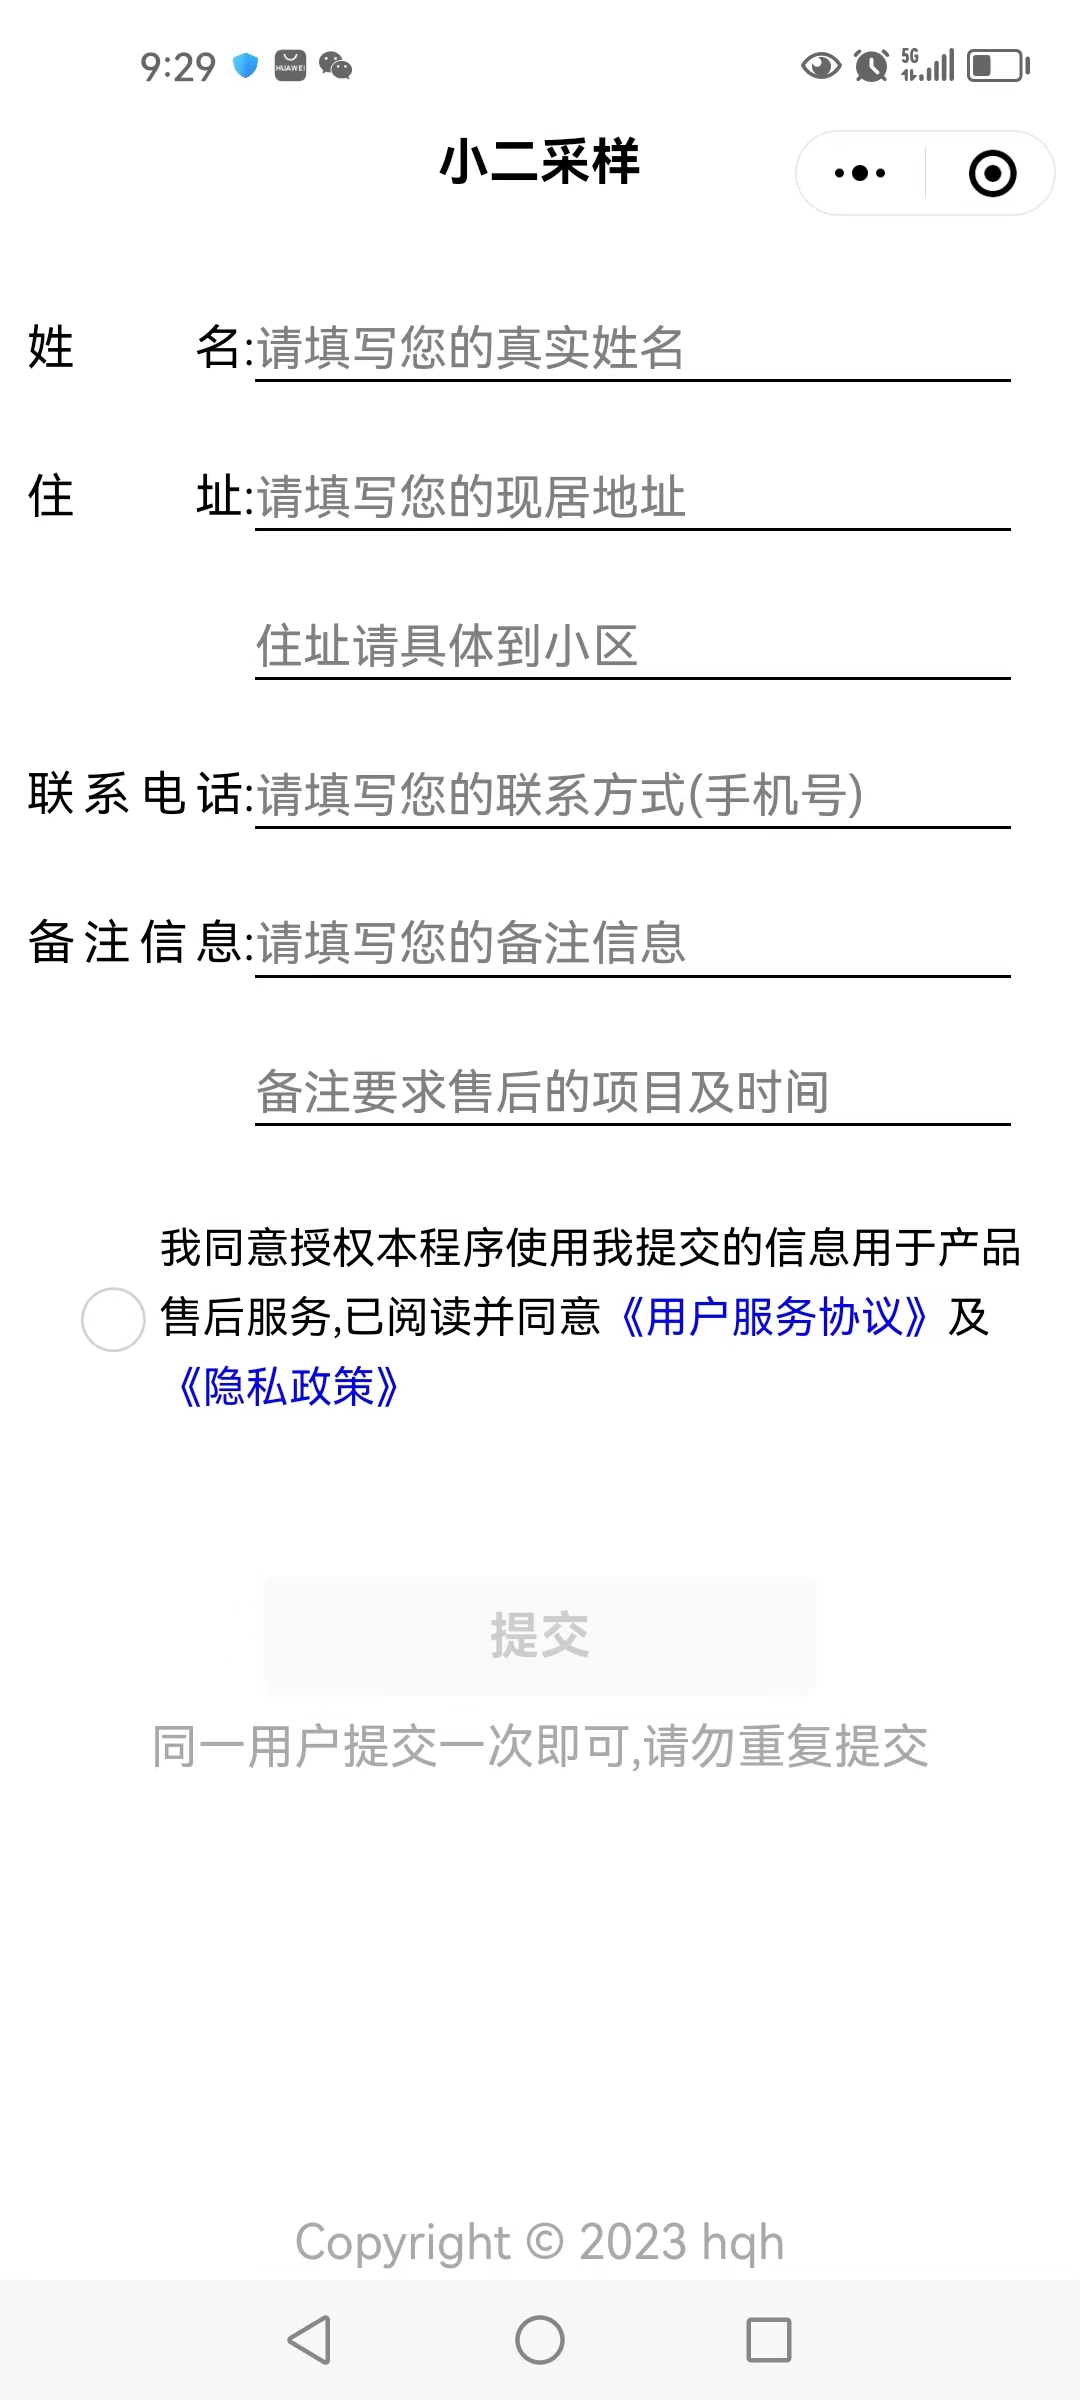 9:29 HUAWEI 5G
小二采样
姓名:请填写您的真实姓名
住址:请填写您的现居地址
住址请具体到小区
联系电话:请填写您的联系方式(手机号)
备注信息:请填写您的备注信息
备注要求售后的项目及时间
我同意授权本程序使用我提交的信息用于产品
售后服务,已阅读并同意《用户服务协议》及
《隐私政策》
提交
同一用户提交一次即可,请勿重复提交
Copyright © 2023 hqh